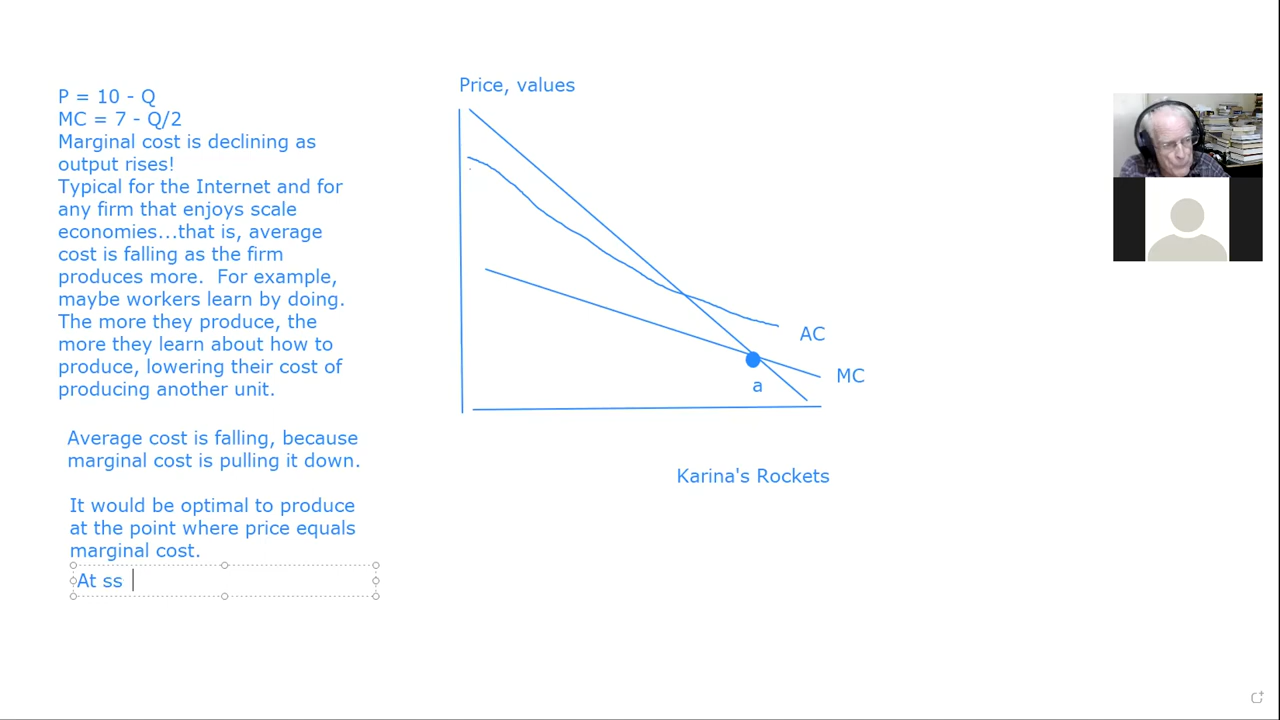 P = 10 - Q
MC = 7 - Q/2
Marginal cost is declining as
output rises!
Typical for the Internet and for
any firm that enjoys scale
economies...that is, average
cost is falling as the firm
produces more.  For example,
maybe workers learn by doing.
The more they produce, the
more they learn about how to
produce, lowering their cost of
producing another unit.
Average cost is falling, because
marginal cost is pulling it down.
It would be optimal to produce
at the point where price equals
marginal cost.
At ss
Price, values
AC
MC
a
Karina's Rockets